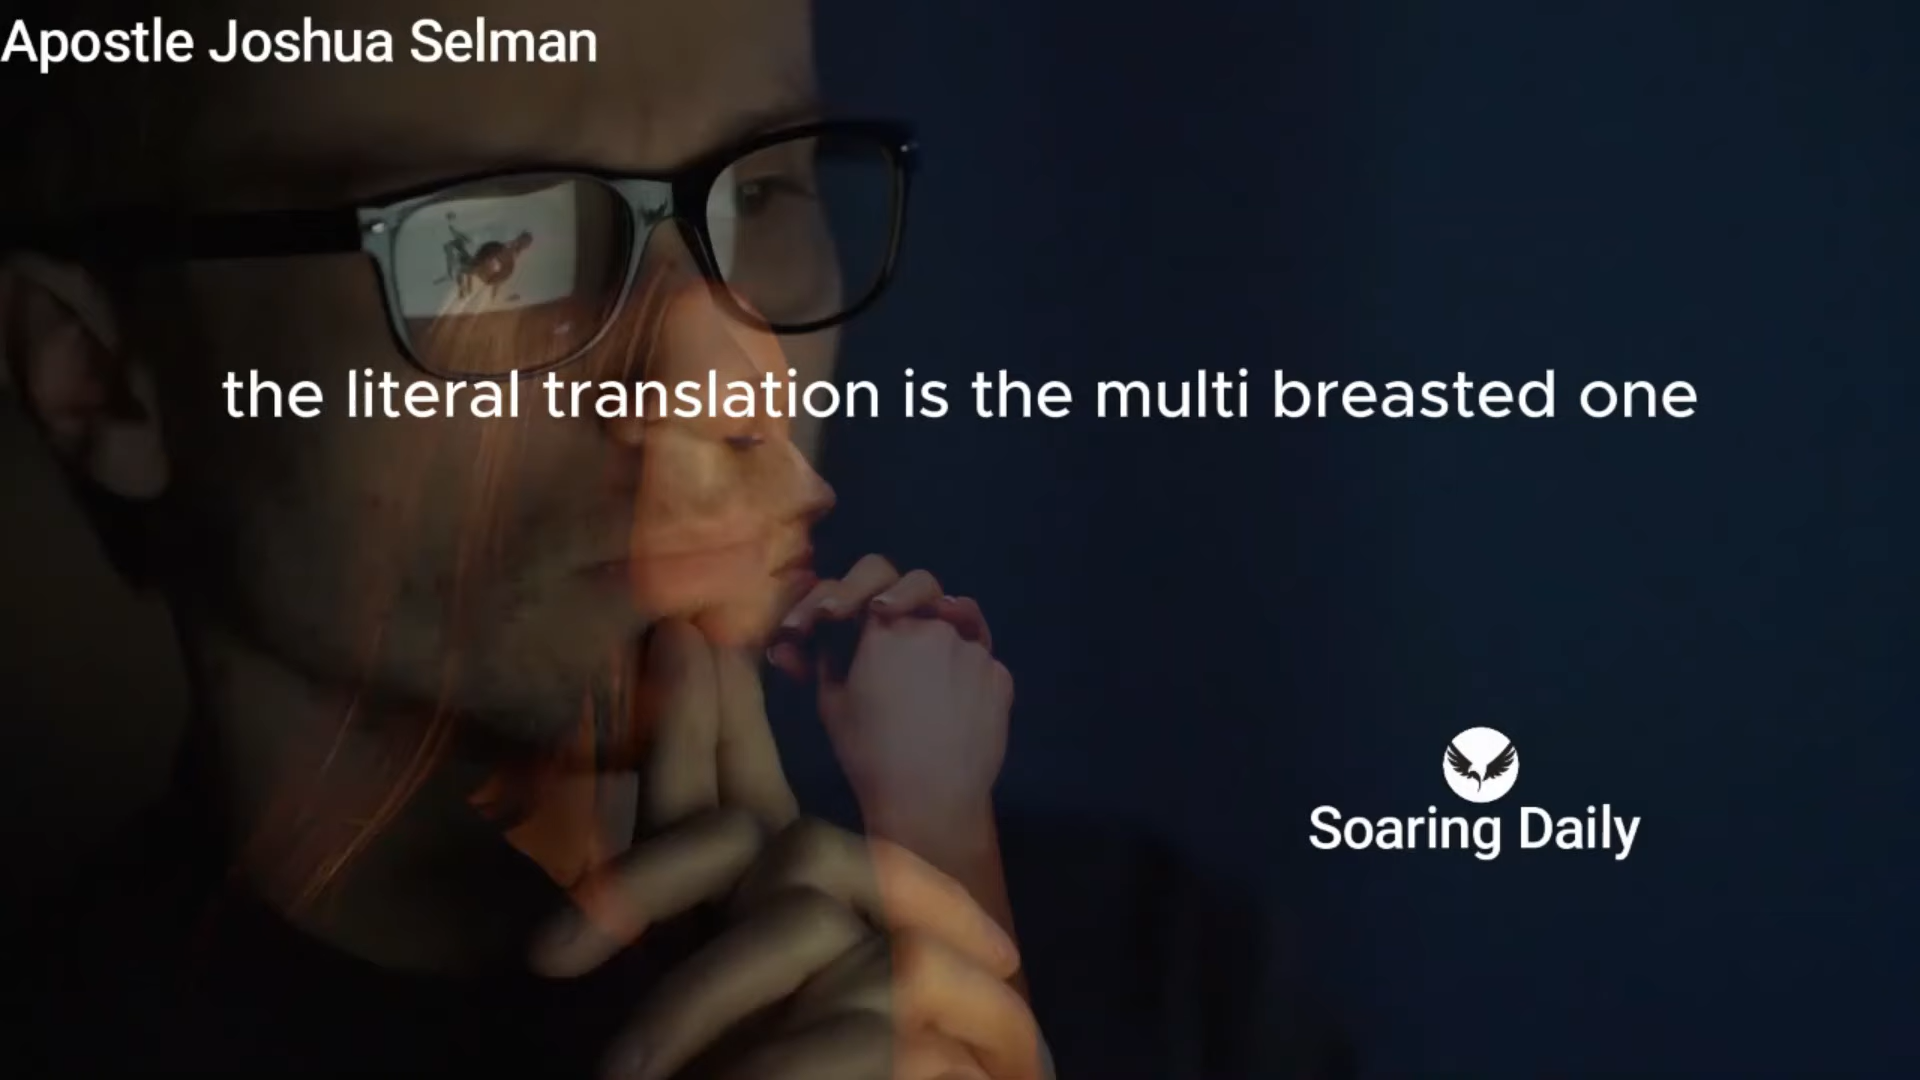 Apostle Joshua Selman
the literal translation is the multi breasted one
Soaring Daily